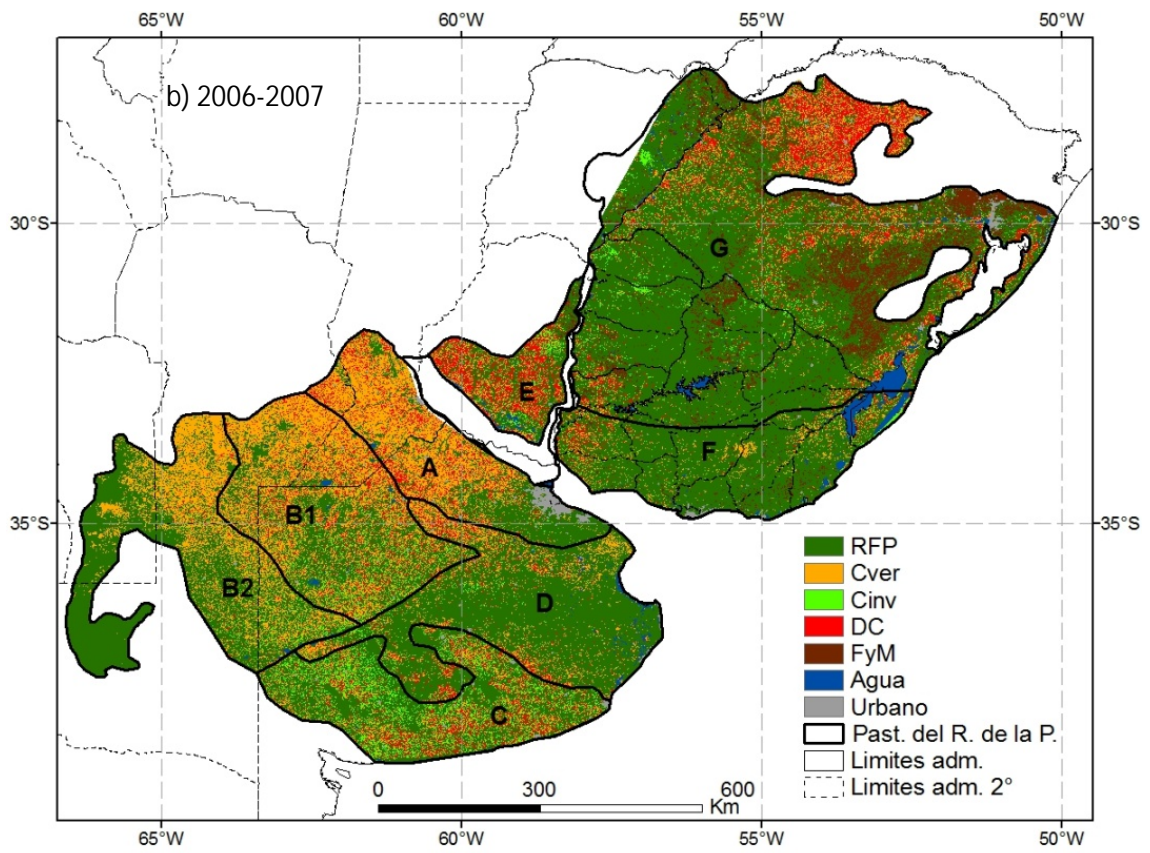 65°W 60°W 55°W 50°W
b) 2006-2007
30°S 30°S
G
E
A
F
B1
35°S 35°S
B2
D
C
RFP
Cver
Cinv
DC
FyM
Agua
Urbano
Past. del R. de la P.
Limites adm.
Limites adm. 2°
0 300 600
Km
65°W 60°W 55°W 50°W